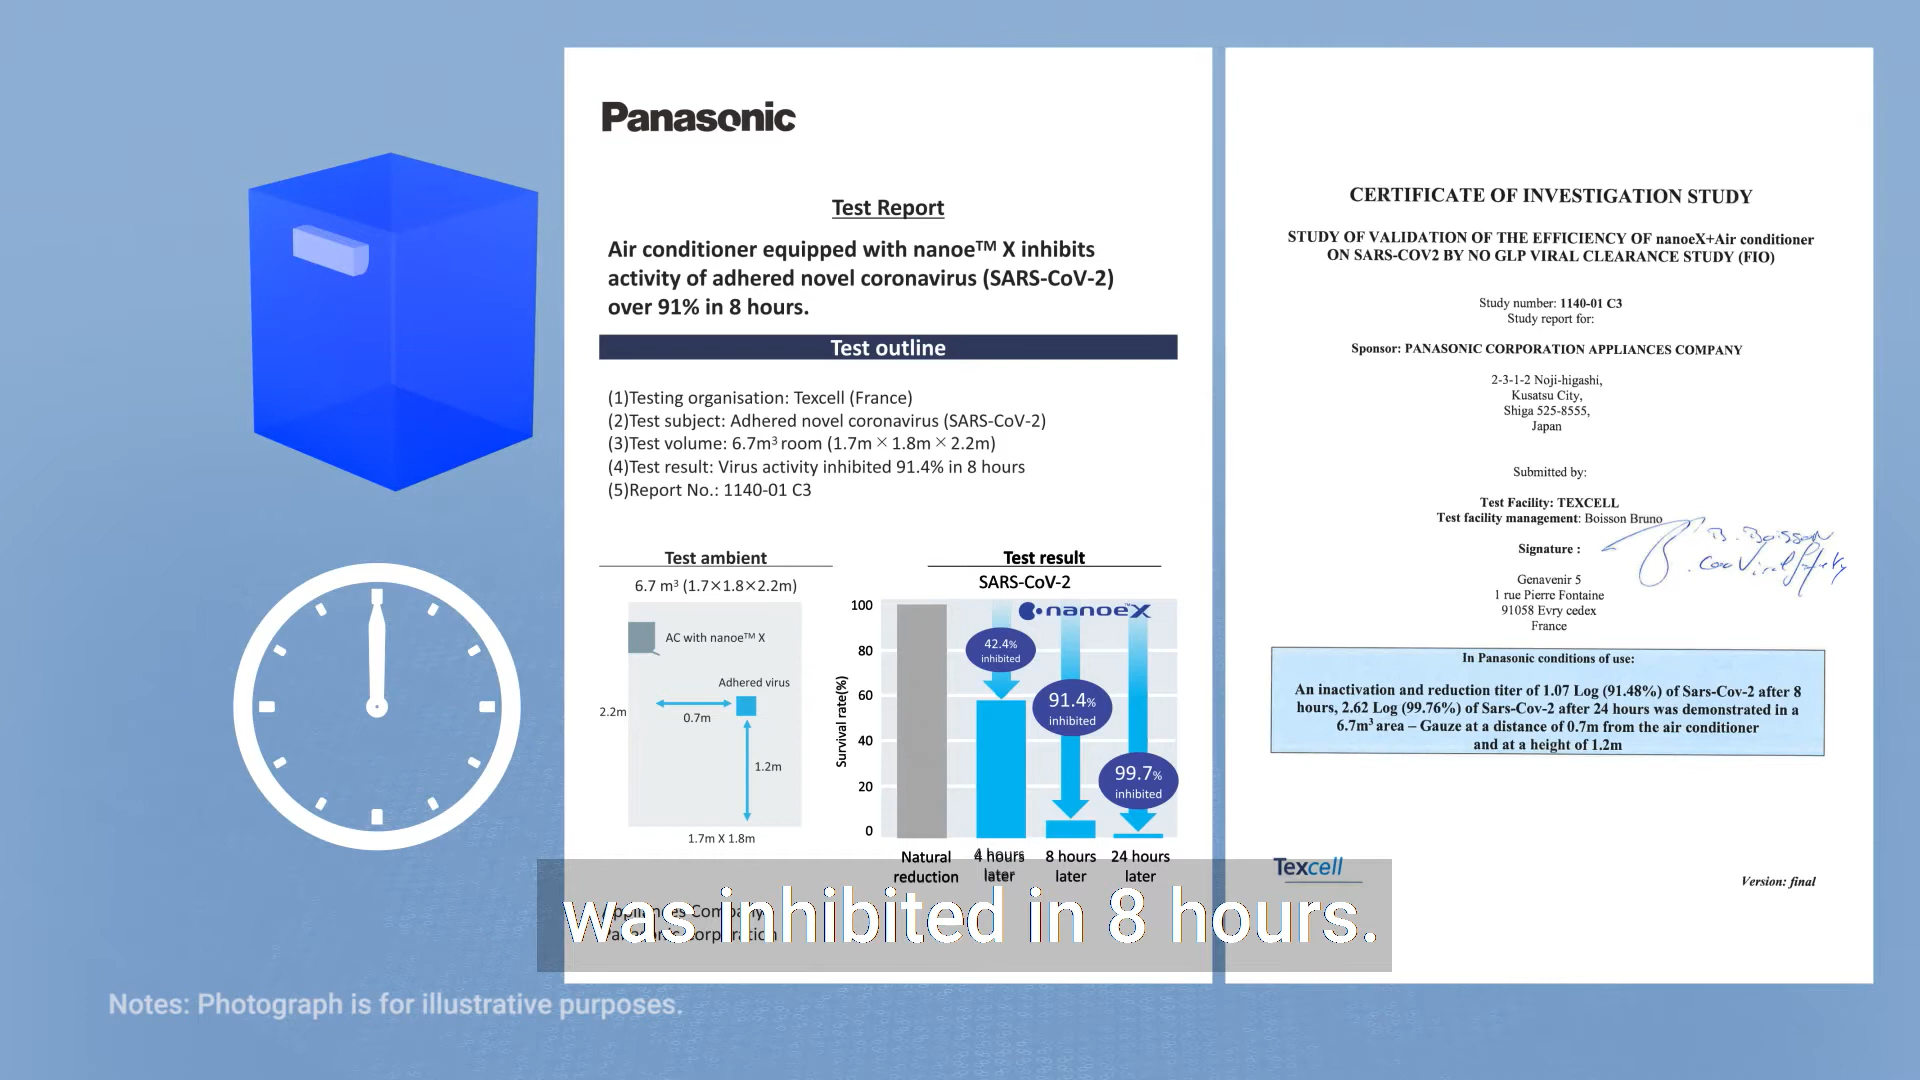 Panasonic
Test Report
Air conditioner equipped with nanoe™ X inhibits
activity of adhered novel coronavirus (SARS-CoV-2)
over 91% in 8 hours.
Test outline
(1)Testing organisation: Texcell (France)
(2)Test subject: Adhered novel coronavirus (SARS-CoV-2)
(3)Test volume: 6.7m³ room (1.7m × 1.8m × 2.2m)
(4)Test result: Virus activity inhibited 91.4% in 8 hours
(5)Report No.: 1140-01 C3
Test ambient
6.7 m³ (1.7×1.8×2.2m)
AC with nanoe™ X
Adhered virus
2.2m
0.7m
1.2m
1.7m X 1.8m
Test result
SARS-CoV-2
nanoeX™
Survival rate(%)
100
80
60
40
20
0
42.4%
inhibited
91.4%
inhibited
99.7%
inhibited
Natural
reduction
4 hours
later
8 hours
later
24 hours
later
Appliances Company
Panasonic Corporation
CERTIFICATE OF INVESTIGATION STUDY
STUDY OF VALIDATION OF THE EFFICIENCY OF nanoeX+Air conditioner
ON SARS-COV2 BY NO GLP VIRAL CLEARANCE STUDY (FIO)
Study number: 1140-01 C3
Study report for:
Sponsor: PANASONIC CORPORATION APPLIANCES COMPANY
2-3-1-2 Noji-higashi,
Kusatsu City,
Shiga 525-8555,
Japan
Submitted by:
Test Facility: TEXCELL
Test facility management: Boisson Bruno
B. Boisson
Signature :
Genavenir 5
1 rue Pierre Fontaine
91058 Evry cedex
France
In Panasonic conditions of use:
An inactivation and reduction titer of 1.07 Log (91.48%) of Sars-Cov-2 after 8
hours, 2.62 Log (99.76%) of Sars-Cov-2 after 24 hours was demonstrated in a
6.7m³ area – Gauze at a distance of 0.7m from the air conditioner
and at a height of 1.2m
Texcell
Version: final
was inhibited in 8 hours.
Notes: Photograph is for illustrative purposes.